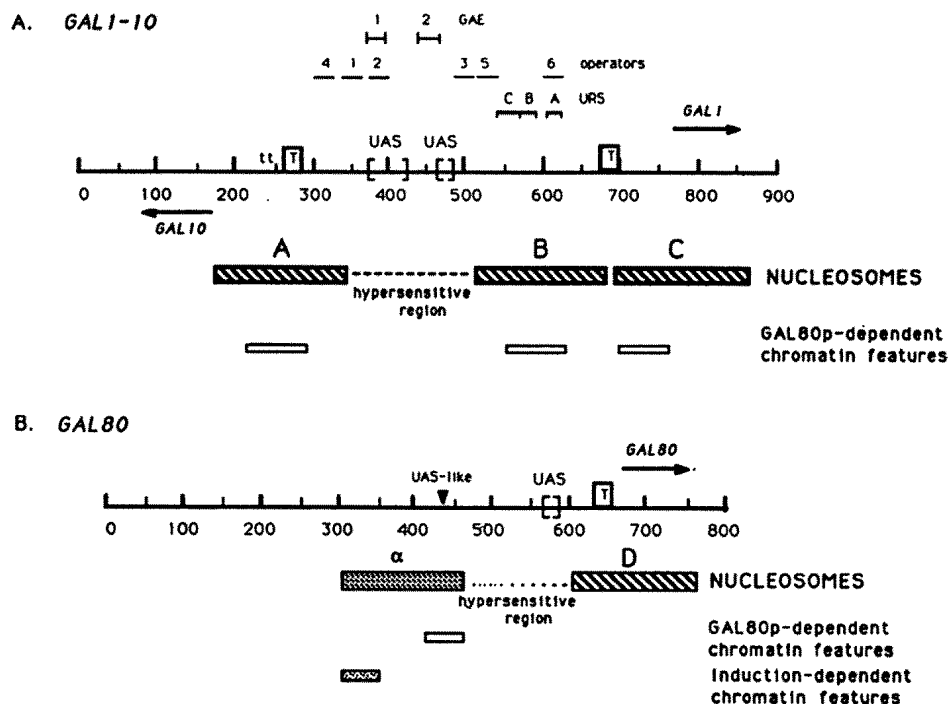 A. GAL1-10
1 2 GAE
4 1 2 3 5 6 operators
C B A URS
GAL1
UAS UAS
tt T T
0 100 200 300 400 500 600 700 800 900
GAL10
A B C
NUCLEOSOMES
hypersensitive
region
GAL80p-dependent
chromatin features
B. GAL80
GAL80
UAS-like UAS
T
0 100 200 300 400 500 600 700 800
α D
NUCLEOSOMES
hypersensitive
region
GAL80p-dependent
chromatin features
Induction-dependent
chromatin features